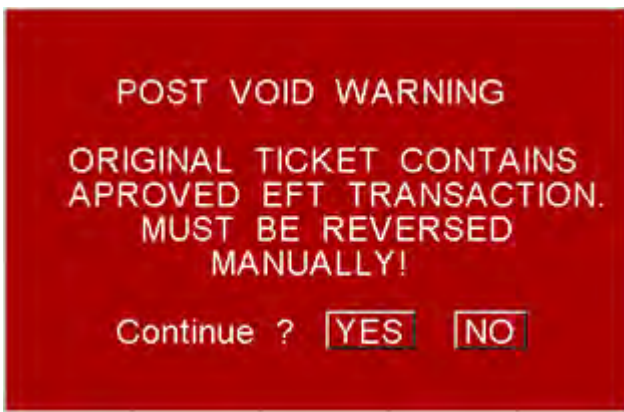 POST VOID WARNING
ORIGINAL TICKET CONTAINS
APROVED EFT TRANSACTION.
MUST BE REVERSED
MANUALLY!
Continue ? YES NO